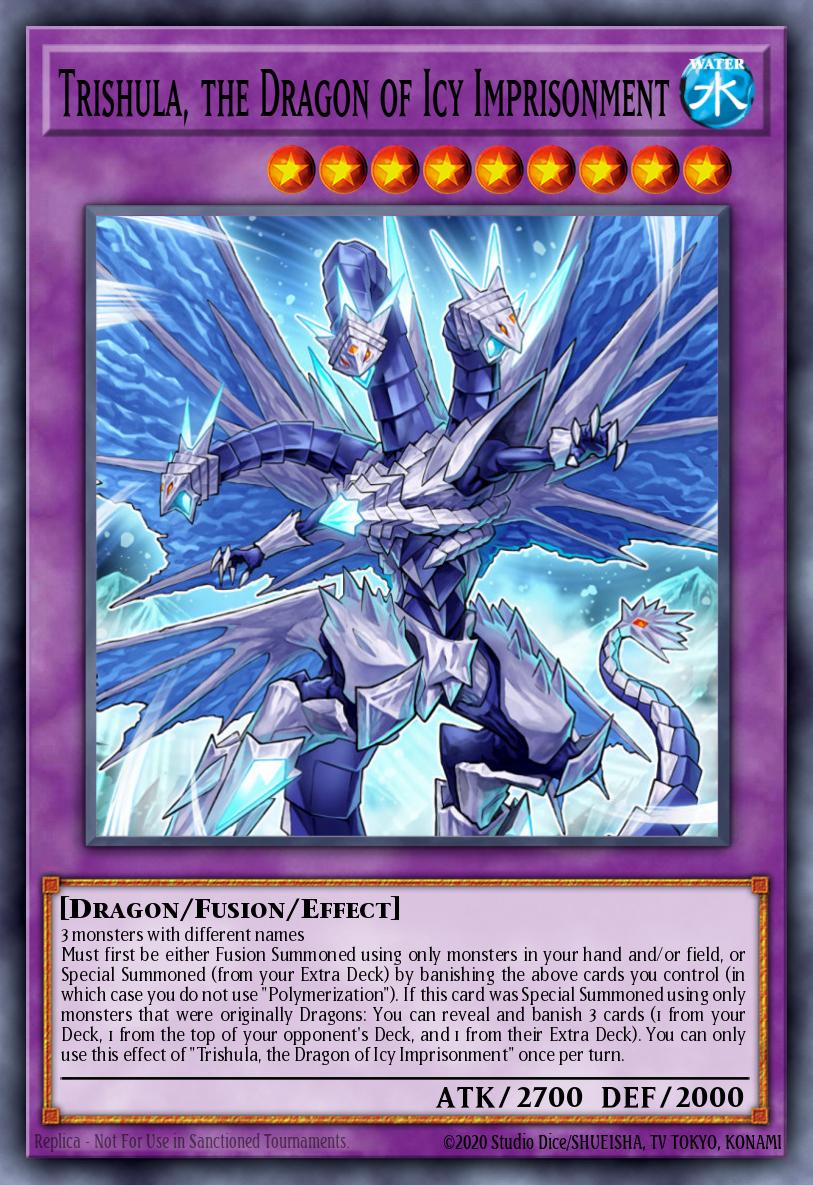 Trishula, the Dragon of Icy Imprisonment
WATER
水
[Dragon/Fusion/Effect]
3 monsters with different names
Must first be either Fusion Summoned using only monsters in your hand and/or field, or
Special Summoned (from your Extra Deck) by banishing the above cards you control (in
which case you do not use "Polymerization"). If this card was Special Summoned using only
monsters that were originally Dragons: You can reveal and banish 3 cards (1 from your
Deck, 1 from the top of your opponent's Deck, and 1 from their Extra Deck). You can only
use this effect of "Trishula, the Dragon of Icy Imprisonment" once per turn.
ATK/2700 DEF/2000
Replica - Not For Use in Sanctioned Tournaments.
©2020 Studio Dice/SHUEISHA, TV TOKYO, KONAMI